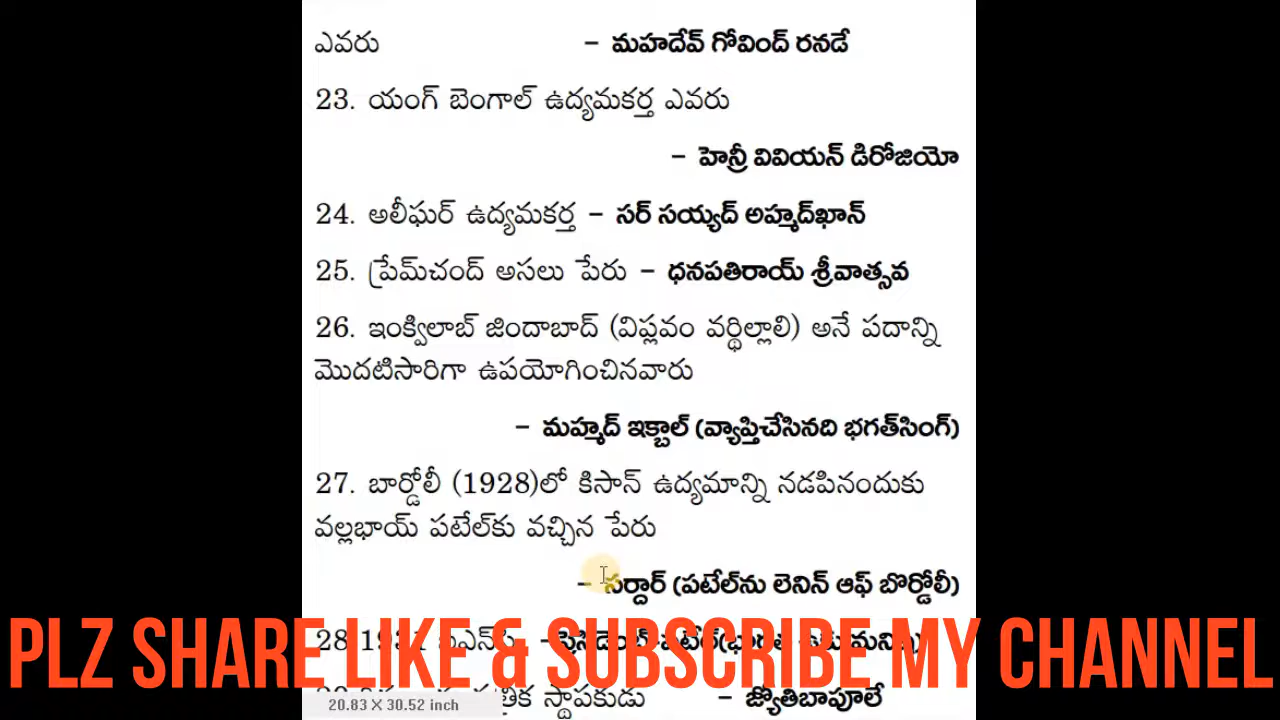 ఎవరు – మహదేవ్ గోవింద్ రనడే
23. యంగ్ బెంగాల్ ఉద్యమకర్త ఎవరు
– హెన్రీ వివియన్ డిరోజియో
24. అలీఘర్ ఉద్యమకర్త – సర్ సయ్యద్ అహ్మద్‌ఖాన్
25. ప్రేమ్‌చంద్ అసలు పేరు – ధనపతిరాయ్ శ్రీవాత్సవ
26. ఇంక్విలాబ్ జిందాబాద్ (విప్లవం వర్థిల్లాలి) అనే పదాన్ని
మొదటిసారిగా ఉపయోగించినవారు
– మహ్మద్ ఇక్బాల్ (వ్యాప్తిచేసినది భగత్‌సింగ్)
27. బార్డోలీ (1928)లో కిసాన్ ఉద్యమాన్ని నడపినందుకు
వల్లభాయ్ పటేల్‌కు వచ్చిన పేరు
– సర్దార్ (పటేల్‌ను లెనిన్ ఆఫ్ బొర్డోలీ)
PLZ SHARE LIKE & SUBSCRIBE MY CHANNEL
28 1931
స్థాపకుడు – జ్యోతిబాపూలే
20.83 X 30.52 inch